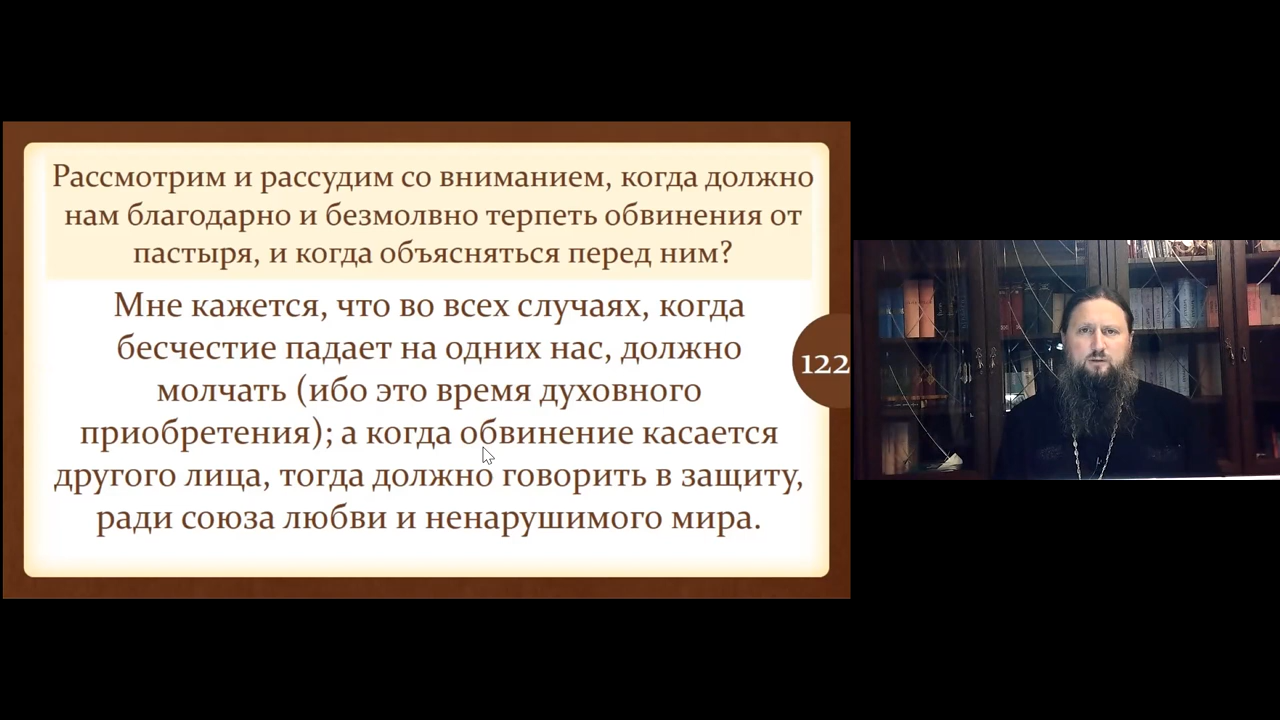 Рассмотрим и рассудим со вниманием, когда должно
нам благодарно и безмолвно терпеть обвинения от
пастыря, и когда объясняться перед ним?
Мне кажется, что во всех случаях, когда
бесчестие падает на одних нас, должно
молчать (ибо это время духовного
приобретения); а когда обвинение касается
другого лица, тогда должно говорить в защиту,
ради союза любви и ненарушимого мира.
122